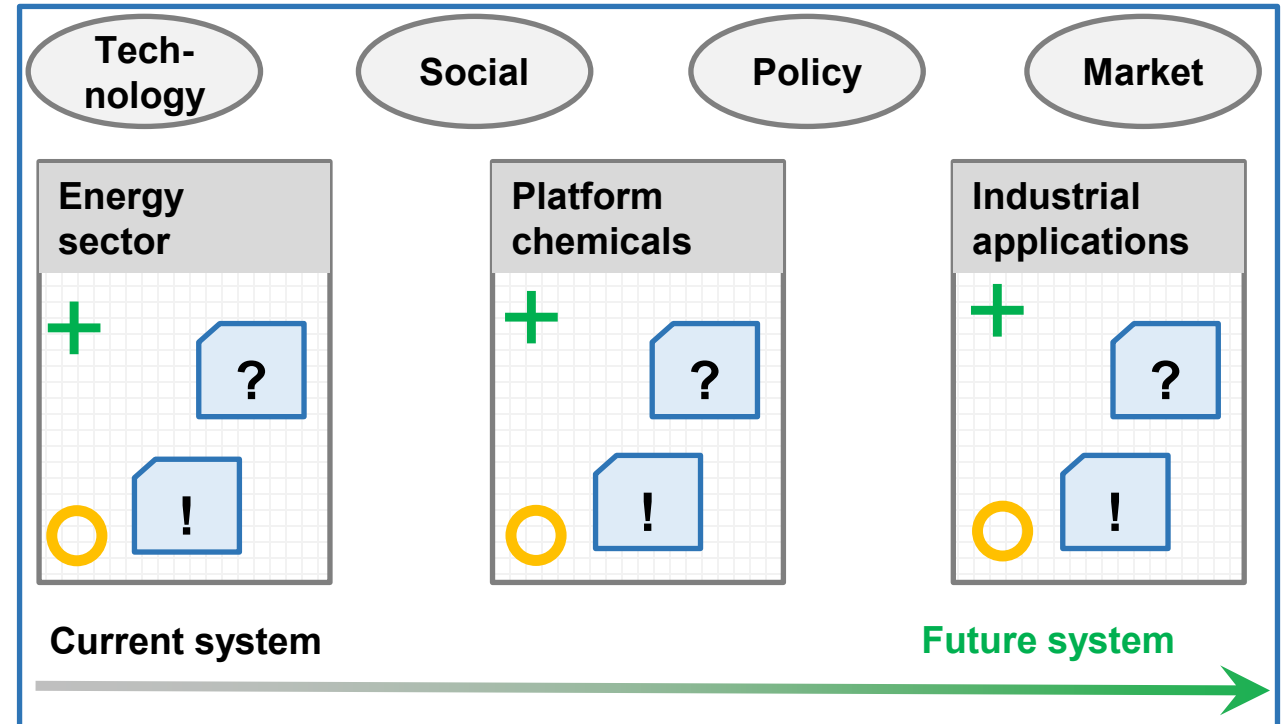 Tech-
nology
Social
Policy
Market
Energy
sector
?
!
Platform
chemicals
?
!
Industrial
applications
?
!
Current system
Future system